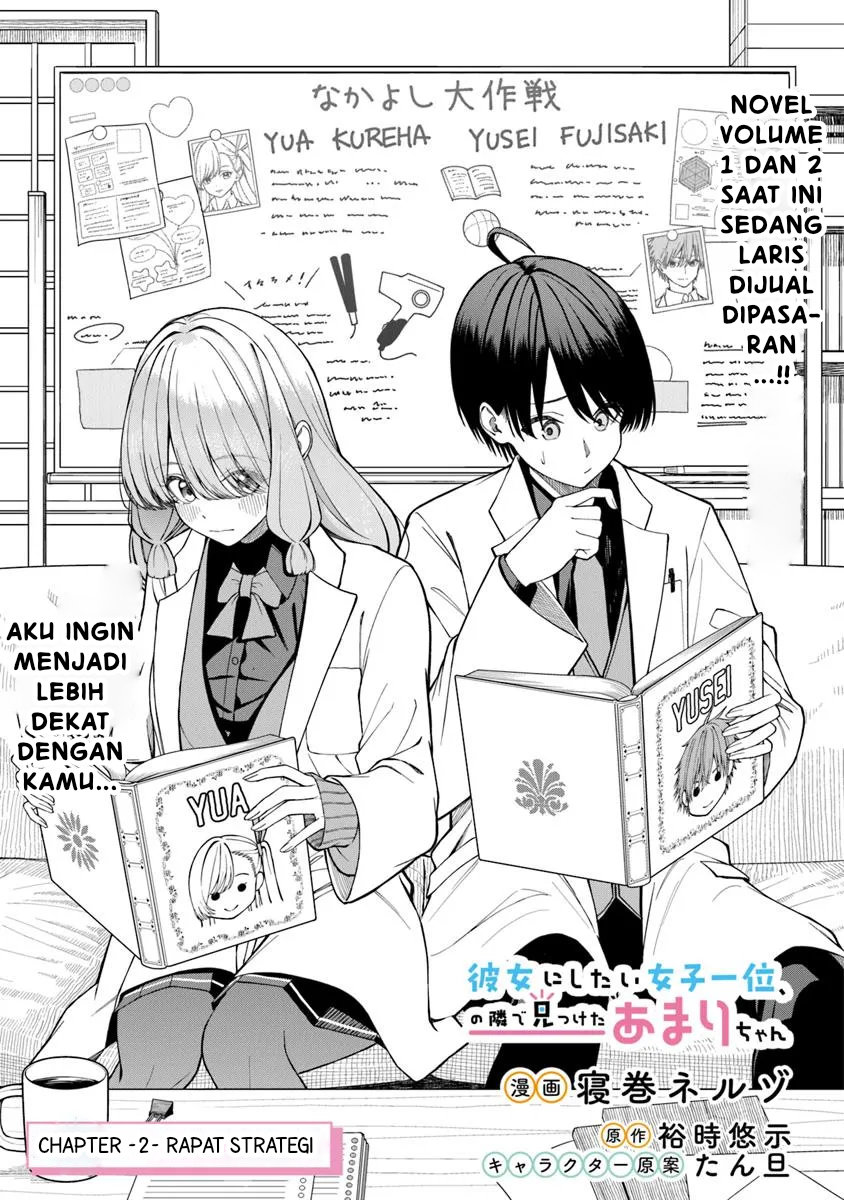 なかよし大作戦
YUA KUREHA YUSEI FUJISAKI
NOVEL
VOLUME
1 DAN 2
SAAT INI
SEDANG
LARIS
DIJUAL
DIPASA-
RAN
...!!
AKU INGIN
MENJADI
LEBIH
DEKAT
DENGAN
KAMU...
YUA
YUSEI
彼女にしたい女子一位、
の隣で見つけた あまりちゃん
漫画 寝巻ネルゾ
原作 裕時悠示
キャラクター原案 たん旦
CHAPTER -2- RAPAT STRATEGI